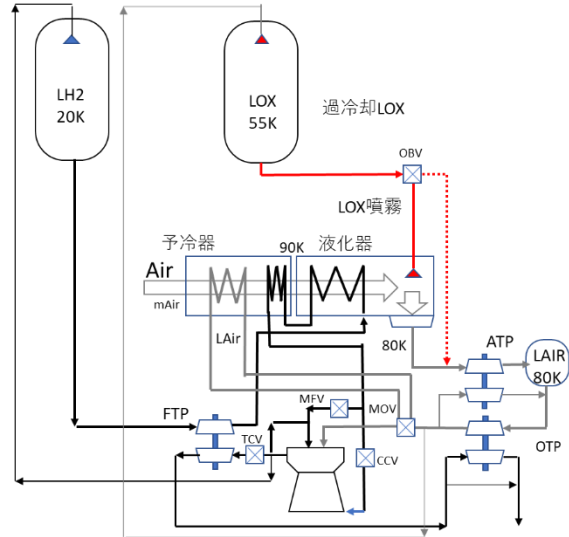 LH2
20K
LOX
55K
過冷却LOX
OBV
LOX噴霧
予冷器
90K
液化器
Air
mAir
LAir
80K
ATP
LAIR
80K
FTP
MFV
MOV
TCV
CCV
OTP